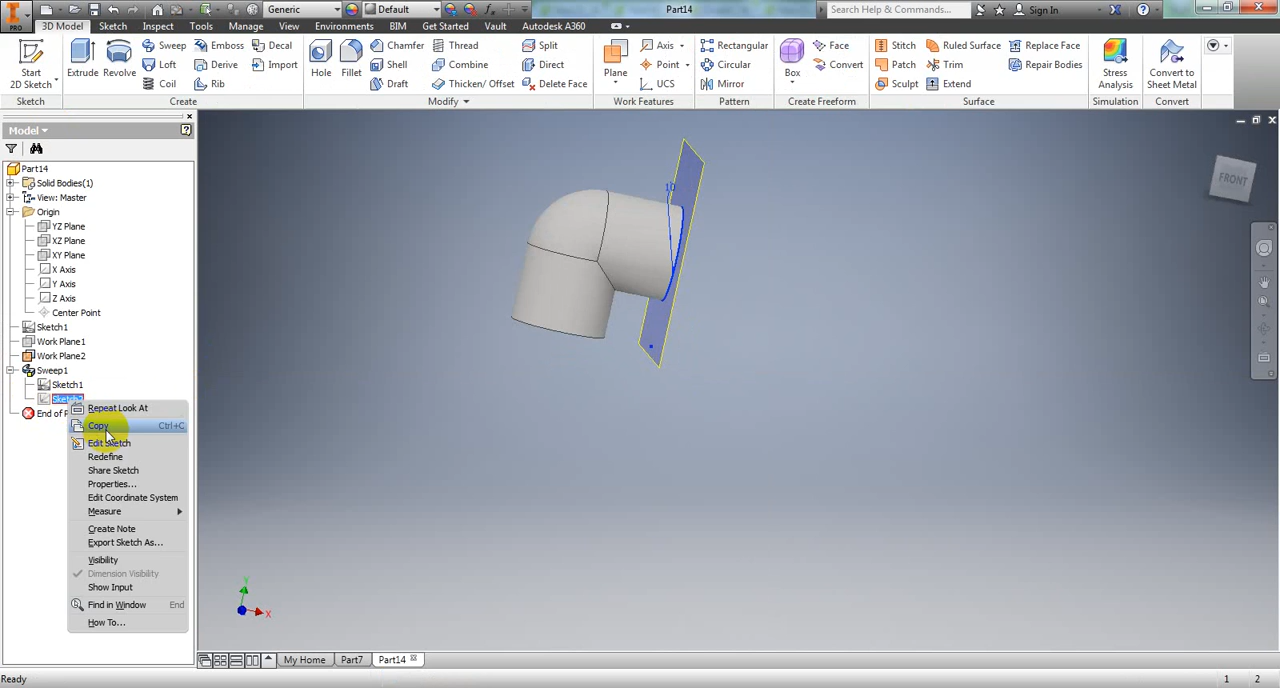 PRO
Generic
Default
Part14
Search Help & Commands...
Sign In
3D Model
Sketch
Inspect
Tools
Manage
View
Environments
BIM
Get Started
Vault
Autodesk A360
Start
2D Sketch
Extrude
Revolve
Sweep
Emboss
Decal
Loft
Derive
Import
Coil
Rib
Hole
Fillet
Chamfer
Thread
Split
Shell
Combine
Direct
Draft
Thicken/ Offset
Delete Face
Plane
Axis
Point
UCS
Rectangular
Circular
Mirror
Box
Face
Convert
Stitch
Ruled Surface
Replace Face
Patch
Trim
Repair Bodies
Sculpt
Extend
Stress
Analysis
Convert to
Sheet Metal
Sketch
Create
Modify
Work Features
Pattern
Create Freeform
Surface
Simulation
Convert
Model
Part14
Solid Bodies(1)
View: Master
Origin
YZ Plane
XZ Plane
XY Plane
X Axis
Y Axis
Z Axis
Center Point
Sketch1
Work Plane1
Work Plane2
Sweep1
Sketch1
Sketch2
End of P
Repeat Look At
Copy Ctrl+C
Edit Sketch
Redefine
Share Sketch
Properties...
Edit Coordinate System
Measure
Create Note
Export Sketch As...
Visibility
Dimension Visibility
Show Input
Find in Window End
How To...
10
FRONT
Y
X
My Home
Part7
Part14
Ready
1 2